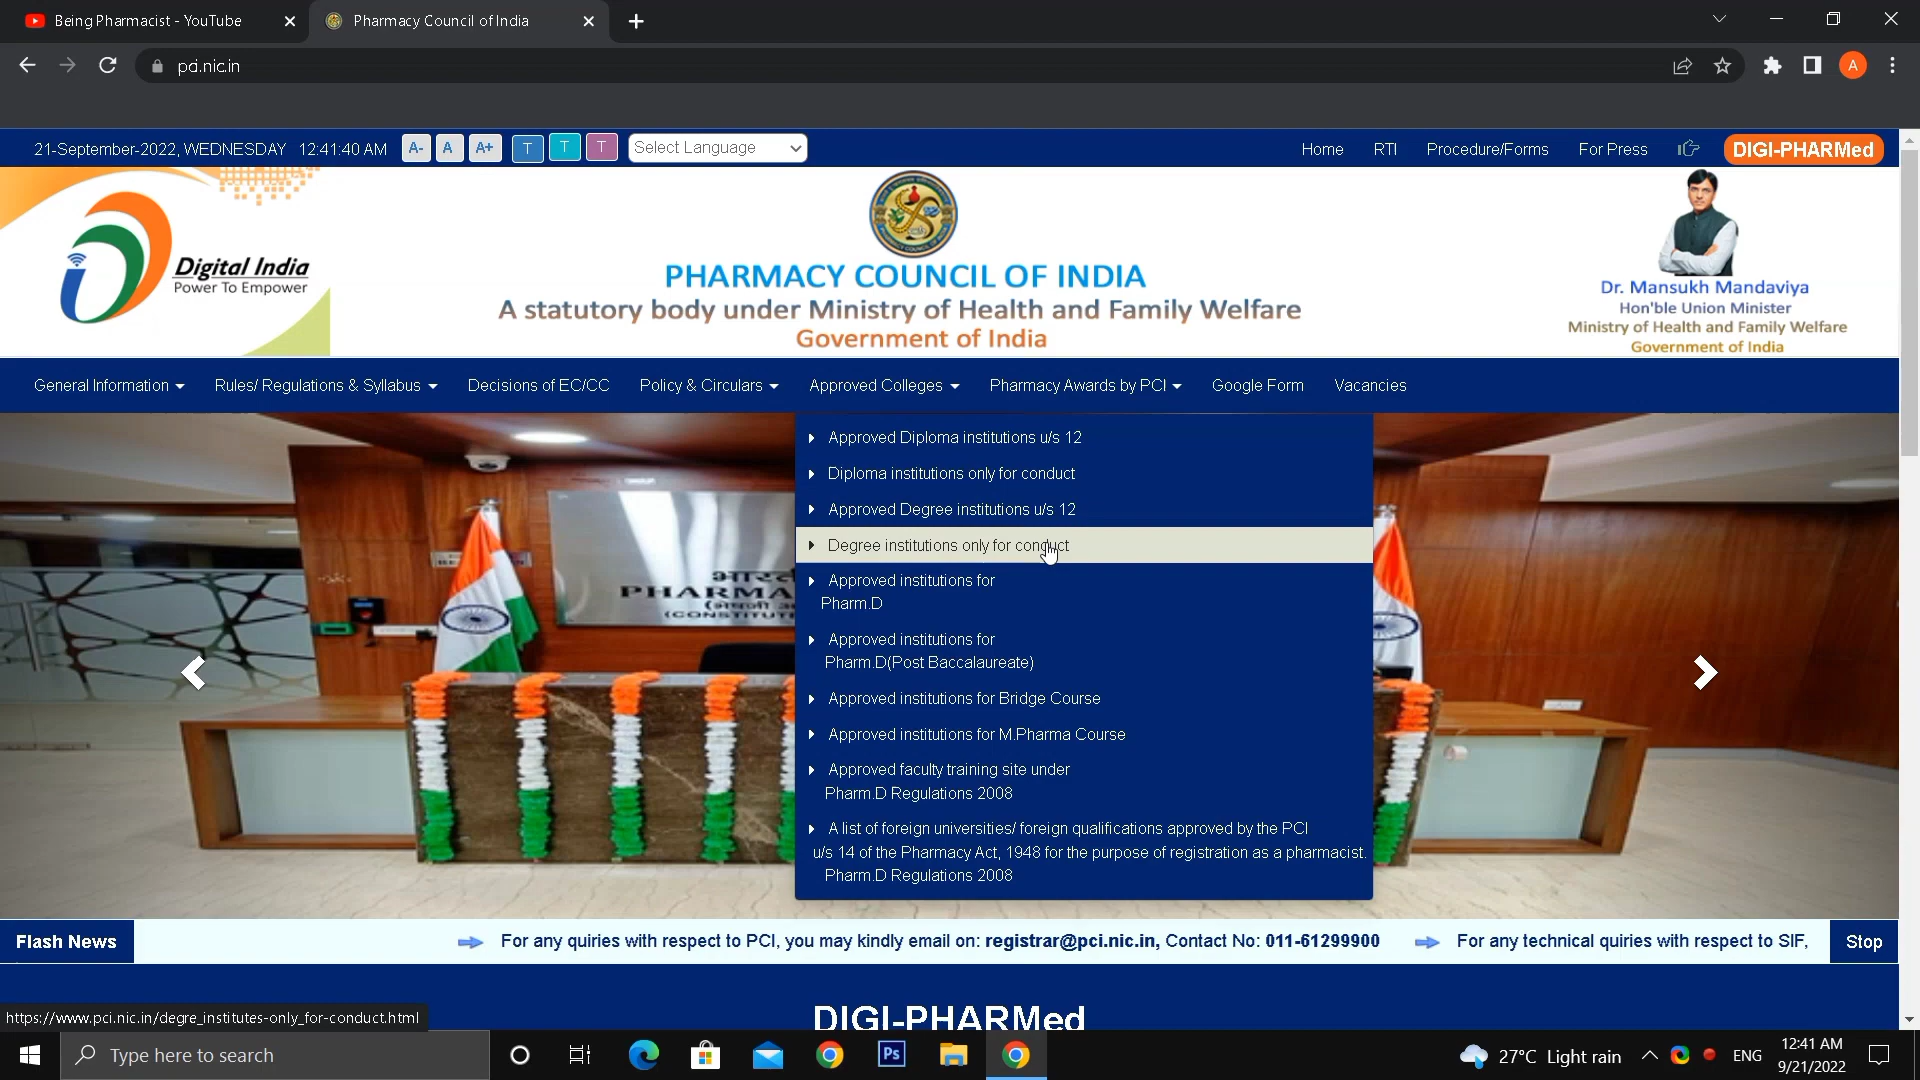 Being Pharmacist - YouTube
Pharmacy Council of India
pci.nic.in
A
21-September-2022, WEDNESDAY 12:41:40 AM
A- A A+ T T T
Select Language
Home RTI Procedure/Forms For Press DIGI-PHARMed
Digital India
Power To Empower
PHARMACY COUNCIL OF INDIA
A statutory body under Ministry of Health and Family Welfare
Government of India
Dr. Mansukh Mandaviya
Hon'ble Union Minister
Ministry of Health and Family Welfare
Government of India
General Information Rules/ Regulations & Syllabus Decisions of EC/CC Policy & Circulars Approved Colleges Pharmacy Awards by PCI Google Form Vacancies
Approved Diploma institutions u/s 12
Diploma institutions only for conduct
Approved Degree institutions u/s 12
Degree institutions only for conduct
Approved institutions for
Pharm.D
Approved institutions for
Pharm.D(Post Baccalaureate)
Approved institutions for Bridge Course
Approved institutions for M.Pharma Course
Approved faculty training site under
Pharm.D Regulations 2008
A list of foreign universities/ foreign qualifications approved by the PCI
u/s 14 of the Pharmacy Act, 1948 for the purpose of registration as a pharmacist.
Pharm.D Regulations 2008
PHARMA
Flash News
For any quiries with respect to PCI, you may kindly email on: registrar@pci.nic.in, Contact No: 011-61299900
For any technical quiries with respect to SIF,
Stop
DIGI-PHARMed
https://www.pci.nic.in/degre_institutes-only_for-conduct.html
Type here to search
Ps
27°C Light rain
ENG
12:41 AM
9/21/2022